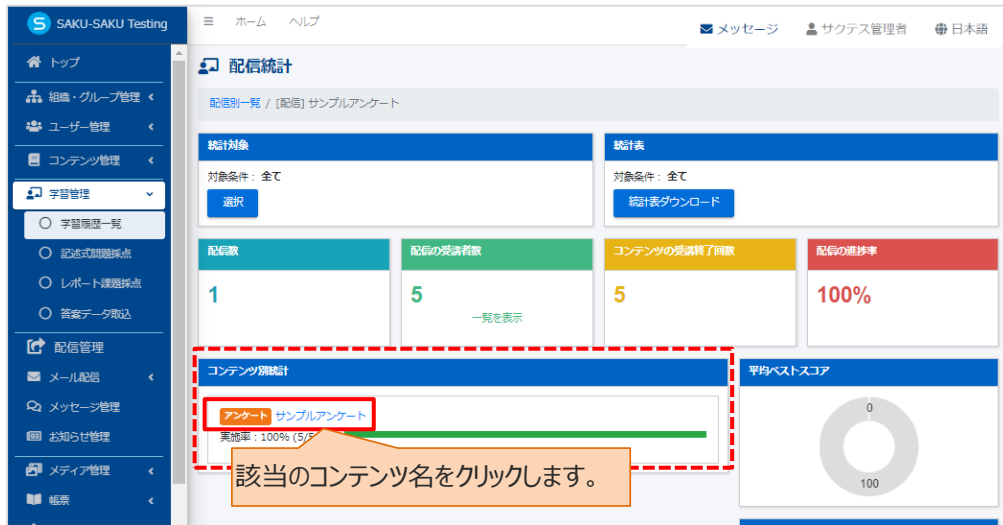 SAKU-SAKU Testing
ホーム ヘルプ
メッセージ
サクテス管理者
日本語
トップ
組織・グループ管理
ユーザー管理
コンテンツ管理
学習管理
学習履歴一覧
記述式問題採点
レポート課題採点
答案データ取込
配信管理
メール配信
メッセージ管理
お知らせ管理
メディア管理
帳票
配信統計
配信別一覧 / [配信] サンプルアンケート
統計対象
対象条件： 全て
選択
統計表
対象条件： 全て
統計表ダウンロード
配信数
1
配信の受講者数
5
一覧を表示
コンテンツの受講終了回数
5
配信の進捗率
100%
コンテンツ別統計
アンケート サンプルアンケート
実施率：100% (5/5
該当のコンテンツ名をクリックします。
平均ベストスコア
0
100